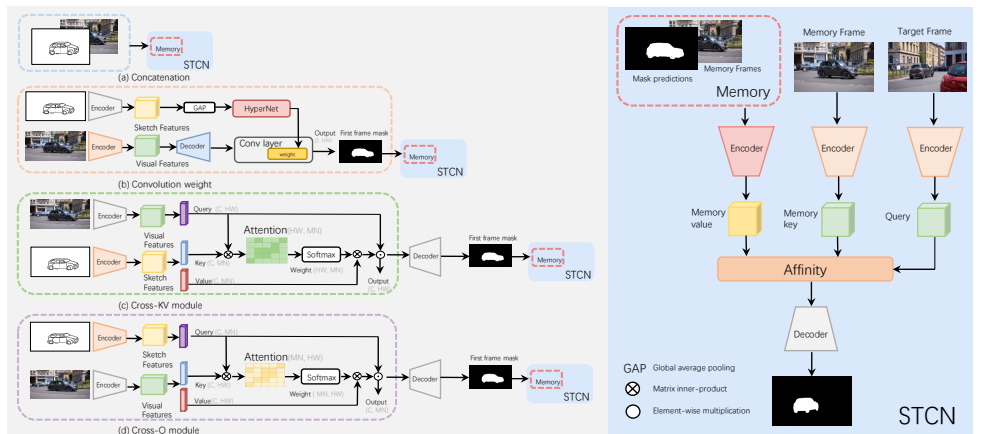 Memory
STCN
(a) Concatenation
Encoder
GAP
HyperNet
Sketch Features
Encoder
Decoder
Visual Features
Conv layer
weight
Output
(C, HW)
First frame mask
Memory
STCN
(b) Convolution weight
Encoder
Visual
Features
Query (C, HW)
Attention(HW, MN)
Encoder
Sketch
Features
Key (C, MN)
Value(C, MN)
Softmax
Weight (HW, MN)
Output
(C, HW)
Decoder
First frame mask
Memory
STCN
(c) Cross-KV module
Encoder
Sketch
Features
Query (C, MN)
Attention(MN, HW)
Encoder
Visual
Features
Key (C, HW)
Value(C, HW)
Softmax
Weight ( MN, HW)
Output
(C, MN)
Decoder
First frame mask
Memory
STCN
(d) Cross-O module
Mask predictions
Memory Frames
Memory
Memory Frame
Target Frame
Encoder
Encoder
Encoder
Memory
value
Memory
key
Query
Affinity
Decoder
GAP Global average pooling
Matrix inner-product
Element-wise multiplication
STCN